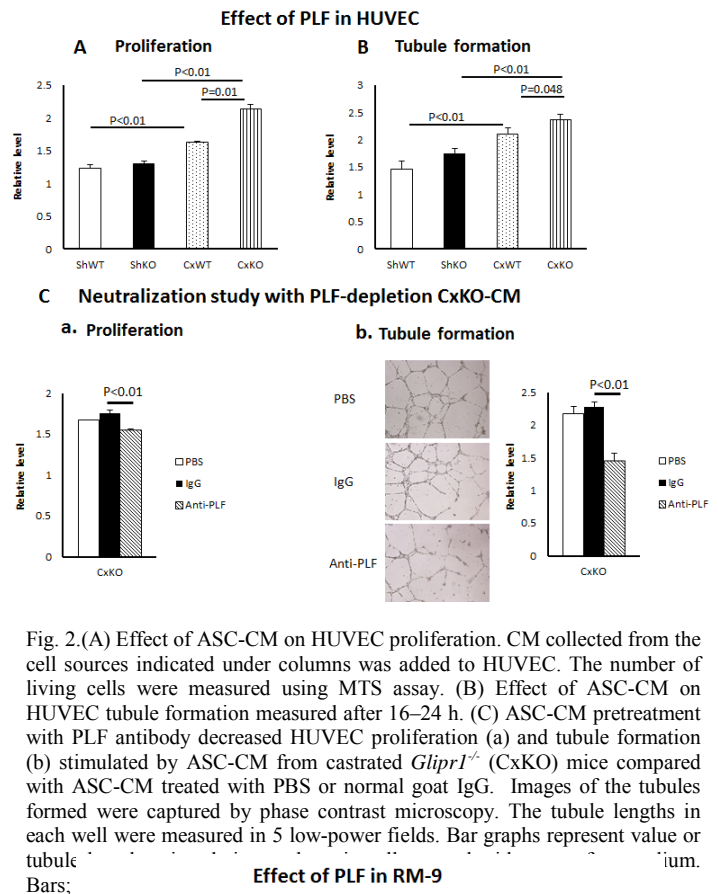 Effect of PLF in HUVEC
A Proliferation
B Tubule formation
P<0.01
P=0.01
P<0.01
Relative level
2.5
2
1.5
1
0.5
0
ShWT ShKO CxWT CxKO
P<0.01
P=0.048
P<0.01
Relative level
3
2.5
2
1.5
1
0.5
0
ShWT ShKO CxWT CxKO
C Neutralization study with PLF-depletion CxKO-CM
a. Proliferation
P<0.01
Relative level
2
1.5
1
0.5
0
CxKO
PBS
IgG
Anti-PLF
b. Tubule formation
PBS
IgG
Anti-PLF
P<0.01
Relative level
2.5
2
1.5
1
0.5
0
CxKO
PBS
IgG
Anti-PLF
Fig. 2.(A) Effect of ASC-CM on HUVEC proliferation. CM collected from the
cell sources indicated under columns was added to HUVEC. The number of
living cells were measured using MTS assay. (B) Effect of ASC-CM on
HUVEC tubule formation measured after 16–24 h. (C) ASC-CM pretreatment
with PLF antibody decreased HUVEC proliferation (a) and tubule formation
(b) stimulated by ASC-CM from castrated Glipr1-/- (CxKO) mice compared
with ASC-CM treated with PBS or normal goat IgG. Images of the tubules
formed were captured by phase contrast microscopy. The tubule lengths in
each well were measured in 5 low-power fields. Bar graphs represent value or
Bars;
Effect of PLF in RM-9